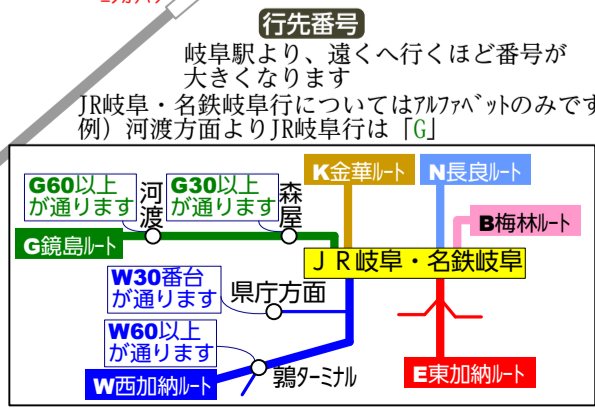 行先番号
岐阜駅より、遠くへ行くほど番号が
大きくなります
JR岐阜・名鉄岐阜行についてはｱﾙﾌｧﾍﾞｯﾄのみです
例）河渡方面よりJR岐阜行は「G」
K金華ﾙｰﾄ
N長良ﾙｰﾄ
G60以上
が通ります
河渡
G30以上
が通ります
森屋
B梅林ﾙｰﾄ
G鏡島ﾙｰﾄ
ＪＲ岐阜・名鉄岐阜
W30番台
が通ります
県庁方面
W60以上
が通ります
鶉ﾀｰﾐﾅﾙ
W西加納ﾙｰﾄ
E東加納ﾙｰﾄ